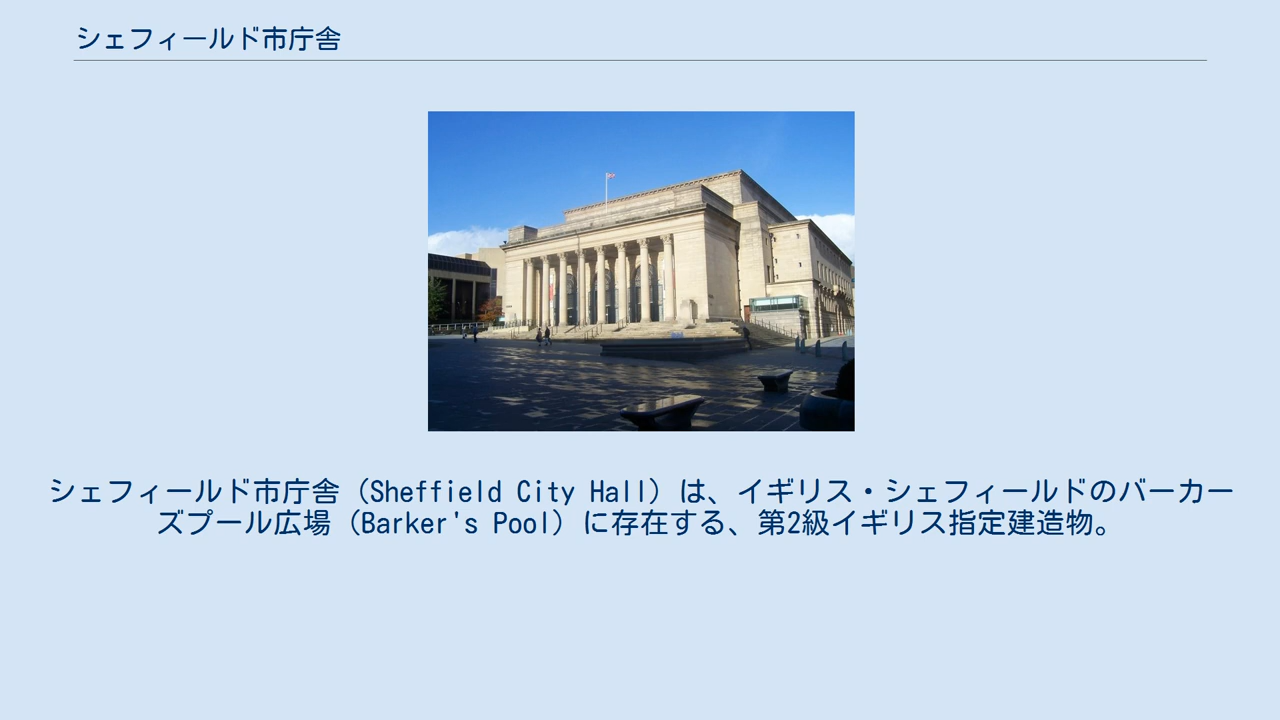 シェフィールド市庁舎
シェフィールド市庁舎（Sheffield City Hall）は、イギリス・シェフィールドのバーカー
ズプール広場（Barker's Pool）に存在する、第2級イギリス指定建造物。